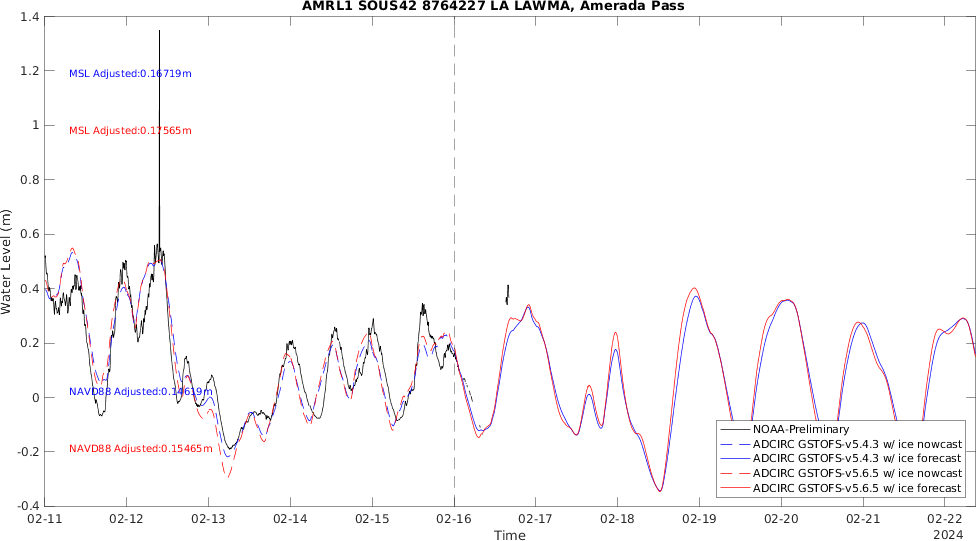 AMRL1 SOUS42 8764227 LA LAWMA, Amerada Pass
Water Level (m)
1.4
1.2
1
0.8
0.6
0.4
0.2
0
-0.2
-0.4
MSL Adjusted:0.16719m
MSL Adjusted:0.17565m
NAVD88 Adjusted:0.14619m
NAVD88 Adjusted:0.15465m
NOAA-Preliminary
ADCIRC GSTOFS-v5.4.3 w/ ice nowcast
ADCIRC GSTOFS-v5.4.3 w/ ice forecast
ADCIRC GSTOFS-v5.6.5 w/ ice nowcast
ADCIRC GSTOFS-v5.6.5 w/ ice forecast
02-11 02-12 02-13 02-14 02-15 02-16 02-17 02-18 02-19 02-20 02-21 02-22
2024
Time